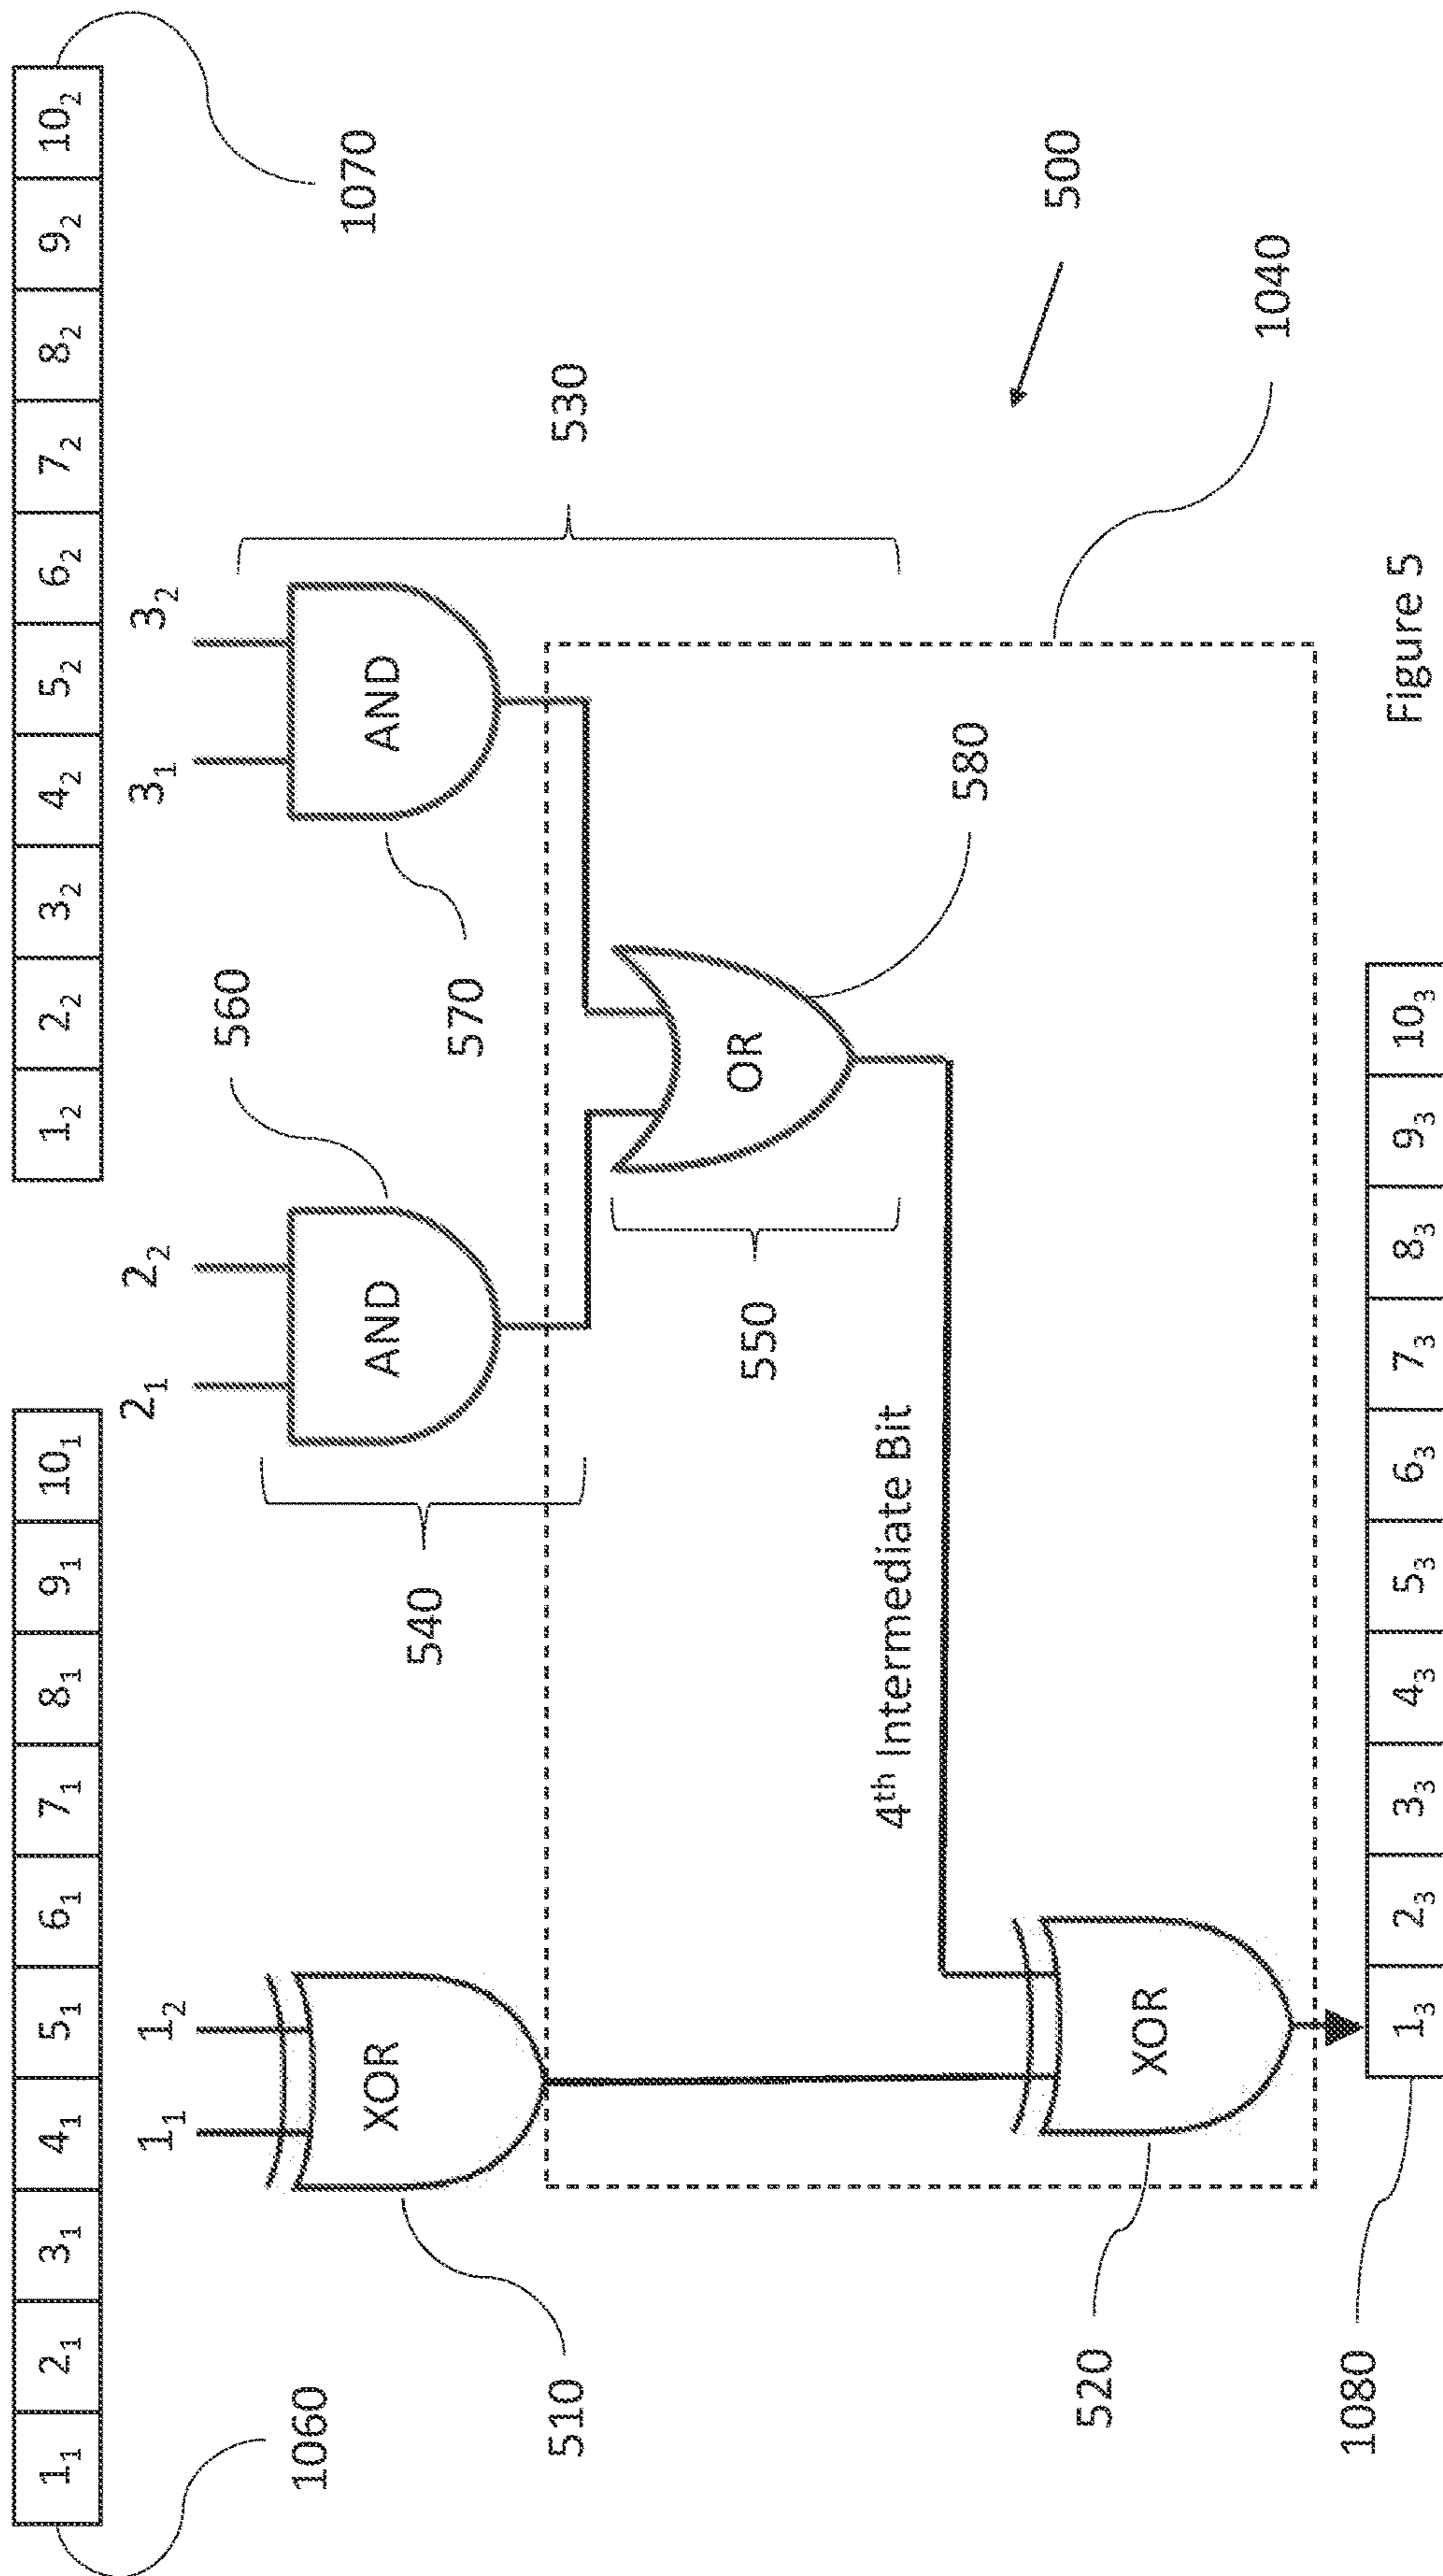 1₁ 2₁ 3₁ 4₁ 5₁ 6₁ 7₁ 8₁ 9₁ 10₁
1₂ 2₂ 3₂ 4₂ 5₂ 6₂ 7₂ 8₂ 9₂ 10₂
1060
1₁ 1₂
2₁ 2₂
3₁ 3₂
560
1070
XOR
AND
AND
510
540
570
530
550
OR
4ᵗʰ Intermediate Bit
580
500
520
XOR
1040
1080
1₃ 2₃ 3₃ 4₃ 5₃ 6₃ 7₃ 8₃ 9₃ 10₃
Figure 5